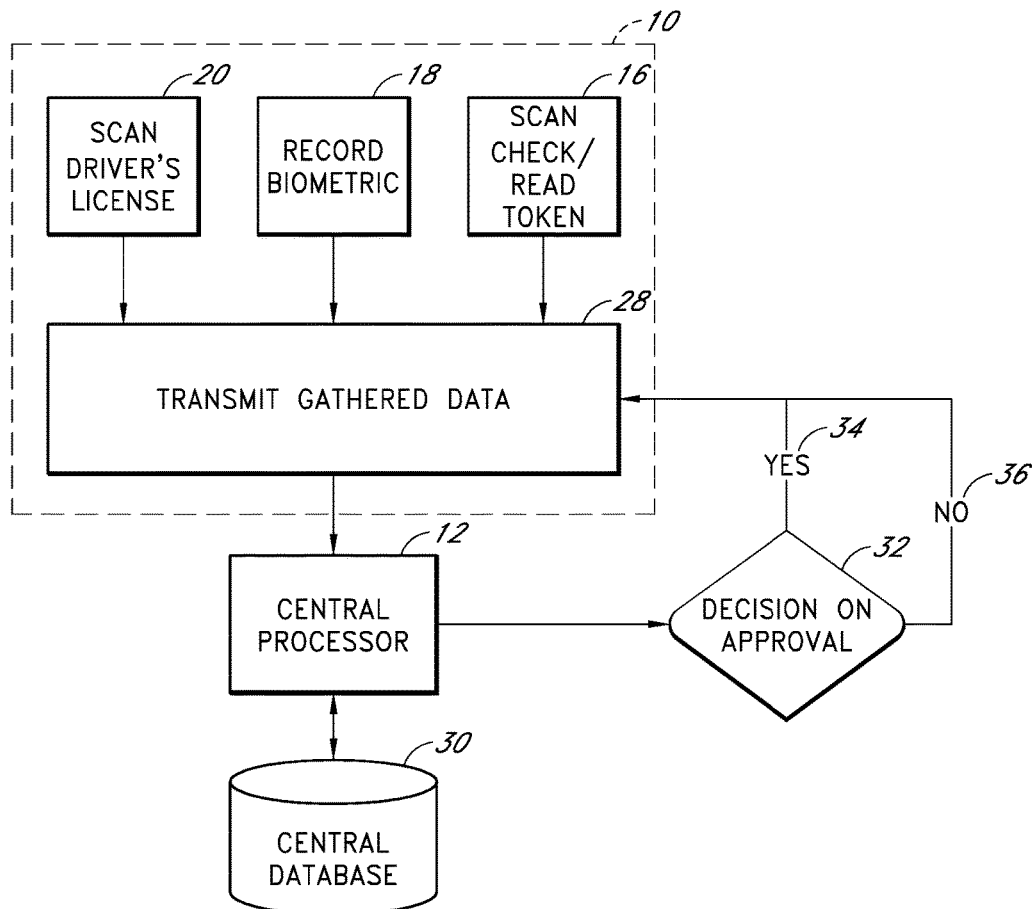 10
20
18
16
SCAN
DRIVER'S
LICENSE
RECORD
BIOMETRIC
SCAN
CHECK/
READ
TOKEN
28
TRANSMIT GATHERED DATA
34
YES
36
NO
12
32
CENTRAL
PROCESSOR
DECISION ON
APPROVAL
30
CENTRAL
DATABASE